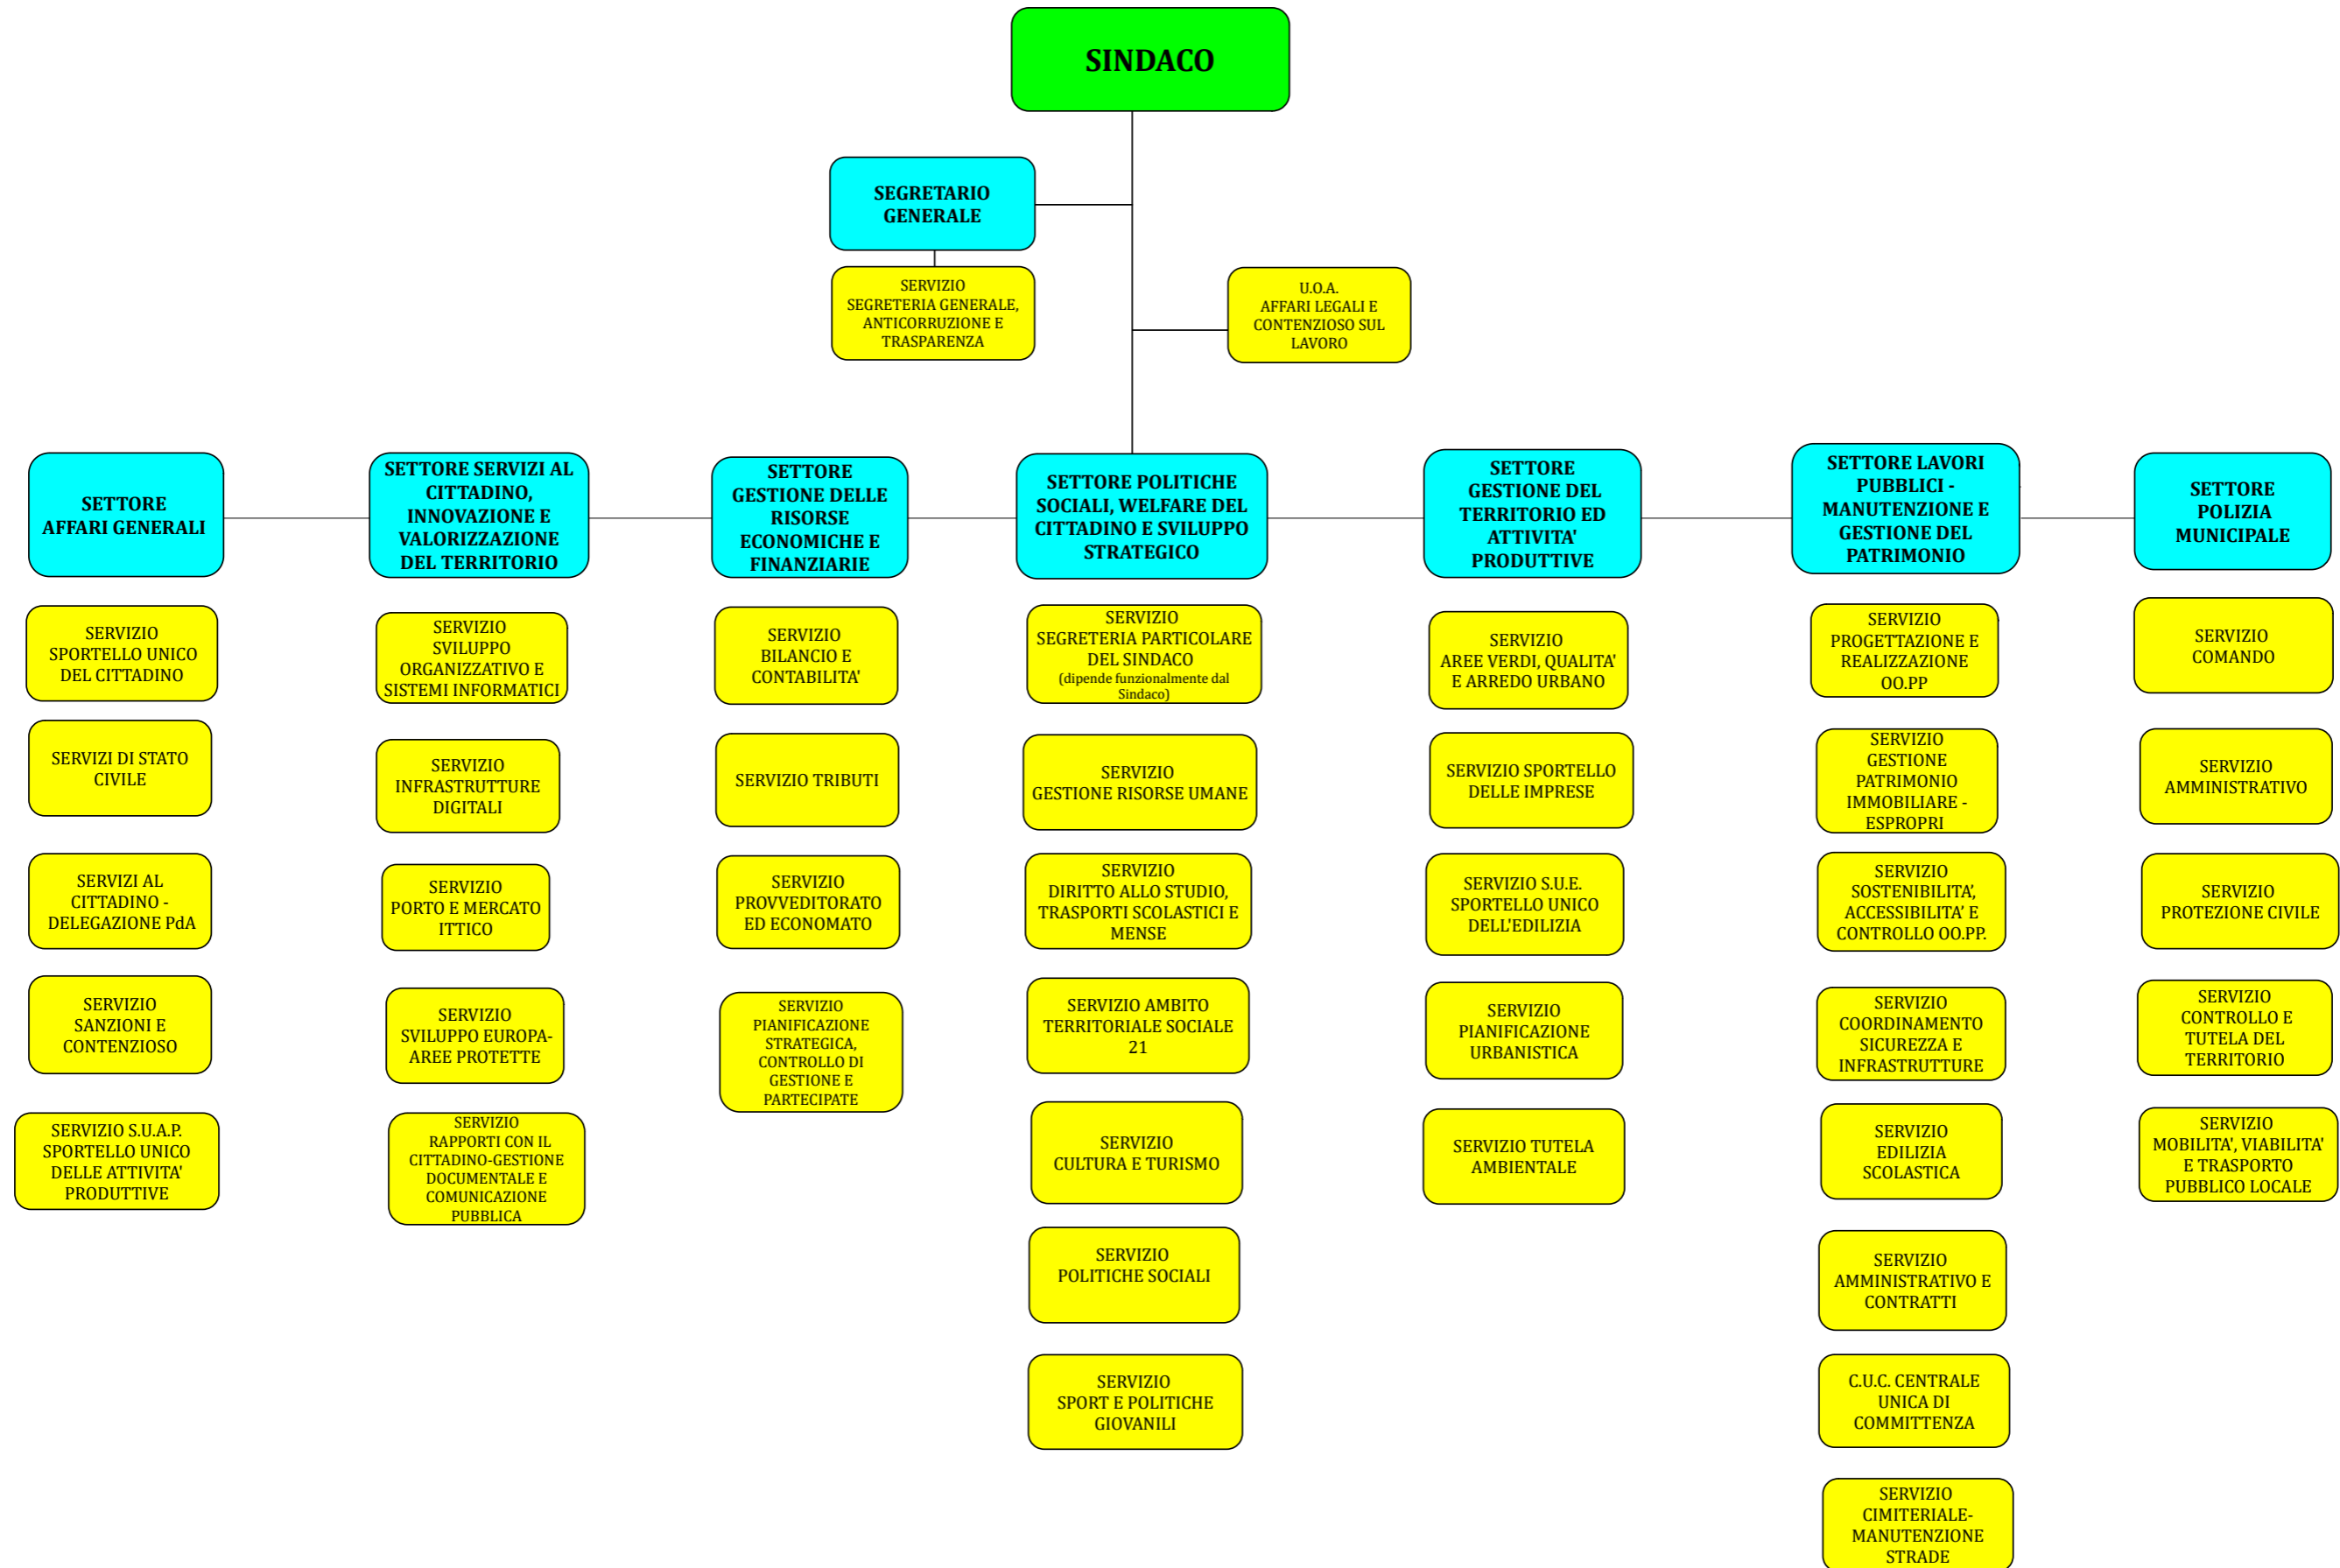 SINDACO
SEGRETARIO
GENERALE
SERVIZIO
SEGRETERIA GENERALE,
ANTICORRUZIONE E
TRASPARENZA
U.O.A.
AFFARI LEGALI E
CONTENZIOSO SUL
LAVORO
SETTORE
AFFARI GENERALI
SERVIZIO
SPORTELLO UNICO
DEL CITTADINO
SERVIZI DI STATO
CIVILE
SERVIZI AL
CITTADINO -
DELEGAZIONE PdA
SERVIZIO
SANZIONI E
CONTENZIOSO
SERVIZIO S.U.A.P.
SPORTELLO UNICO
DELLE ATTIVITA'
PRODUTTIVE
SETTORE SERVIZI AL
CITTADINO,
INNOVAZIONE E
VALORIZZAZIONE
DEL TERRITORIO
SERVIZIO
SVILUPPO
ORGANIZZATIVO E
SISTEMI INFORMATICI
SERVIZIO
INFRASTRUTTURE
DIGITALI
SERVIZIO
PORTO E MERCATO
ITTICO
SERVIZIO
SVILUPPO EUROPA-
AREE PROTETTE
SERVIZIO
RAPPORTI CON IL
CITTADINO-GESTIONE
DOCUMENTALE E
COMUNICAZIONE
PUBBLICA
SETTORE
GESTIONE DELLE
RISORSE
ECONOMICHE E
FINANZIARIE
SERVIZIO
BILANCIO E
CONTABILITA'
SERVIZIO TRIBUTI
SERVIZIO
PROVVEDITORATO
ED ECONOMATO
SERVIZIO
PIANIFICAZIONE
STRATEGICA,
CONTROLLO DI
GESTIONE E
PARTECIPATE
SETTORE POLITICHE
SOCIALI, WELFARE DEL
CITTADINO E SVILUPPO
STRATEGICO
SERVIZIO
SEGRETERIA PARTICOLARE
DEL SINDACO
(dipende funzionalmente dal
Sindaco)
SERVIZIO
GESTIONE RISORSE UMANE
SERVIZIO
DIRITTO ALLO STUDIO,
TRASPORTI SCOLASTICI E
MENSE
SERVIZIO AMBITO
TERRITORIALE SOCIALE
21
SERVIZIO
CULTURA E TURISMO
SERVIZIO
POLITICHE SOCIALI
SERVIZIO
SPORT E POLITICHE
GIOVANILI
SETTORE
GESTIONE DEL
TERRITORIO ED
ATTIVITA'
PRODUTTIVE
SERVIZIO
AREE VERDI, QUALITA'
E ARREDO URBANO
SERVIZIO SPORTELLO
DELLE IMPRESE
SERVIZIO S.U.E.
SPORTELLO UNICO
DELL'EDILIZIA
SERVIZIO
PIANIFICAZIONE
URBANISTICA
SERVIZIO TUTELA
AMBIENTALE
SETTORE LAVORI
PUBBLICI -
MANUTENZIONE E
GESTIONE DEL
PATRIMONIO
SERVIZIO
PROGETTAZIONE E
REALIZZAZIONE
OO.PP
SERVIZIO
GESTIONE
PATRIMONIO
IMMOBILIARE -
ESPROPRI
SERVIZIO
SOSTENIBILITA’,
ACCESSIBILITA’ E
CONTROLLO OO.PP.
SERVIZIO
COORDINAMENTO
SICUREZZA E
INFRASTRUTTURE
SERVIZIO
EDILIZIA
SCOLASTICA
SERVIZIO
AMMINISTRATIVO E
CONTRATTI
C.U.C. CENTRALE
UNICA DI
COMMITTENZA
SERVIZIO
CIMITERIALE-
MANUTENZIONE
STRADE
SETTORE
POLIZIA
MUNICIPALE
SERVIZIO
COMANDO
SERVIZIO
AMMINISTRATIVO
SERVIZIO
PROTEZIONE CIVILE
SERVIZIO
CONTROLLO E
TUTELA DEL
TERRITORIO
SERVIZIO
MOBILITA', VIABILITA'
E TRASPORTO
PUBBLICO LOCALE